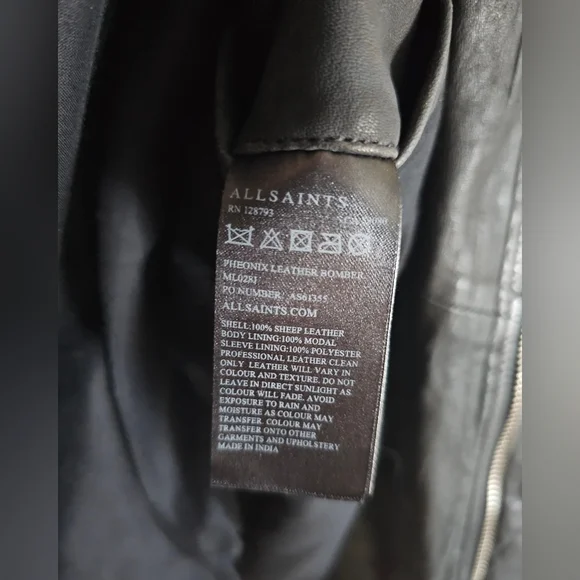 ALLSAINTS
RN 128793
PHEONIX LEATHER BOMBER
ML028J
PO NUMBER: AS61355
ALLSAINTS.COM
SHELL:100% SHEEP LEATHER
BODY LINING:100% MODAL
SLEEVE LINING:100% POLYESTER
PROFESSIONAL LEATHER CLEAN
ONLY LEATHER WILL VARY IN
COLOUR AND TEXTURE. DO NOT
LEAVE IN DIRECT SUNLIGHT AS
COLOUR WILL FADE. AVOID
EXPOSURE TO RAIN AND
MOISTURE AS COLOUR MAY
TRANSFER. COLOUR MAY
TRANSFER ONTO OTHER
GARMENTS AND UPHOLSTERY
MADE IN INDIA